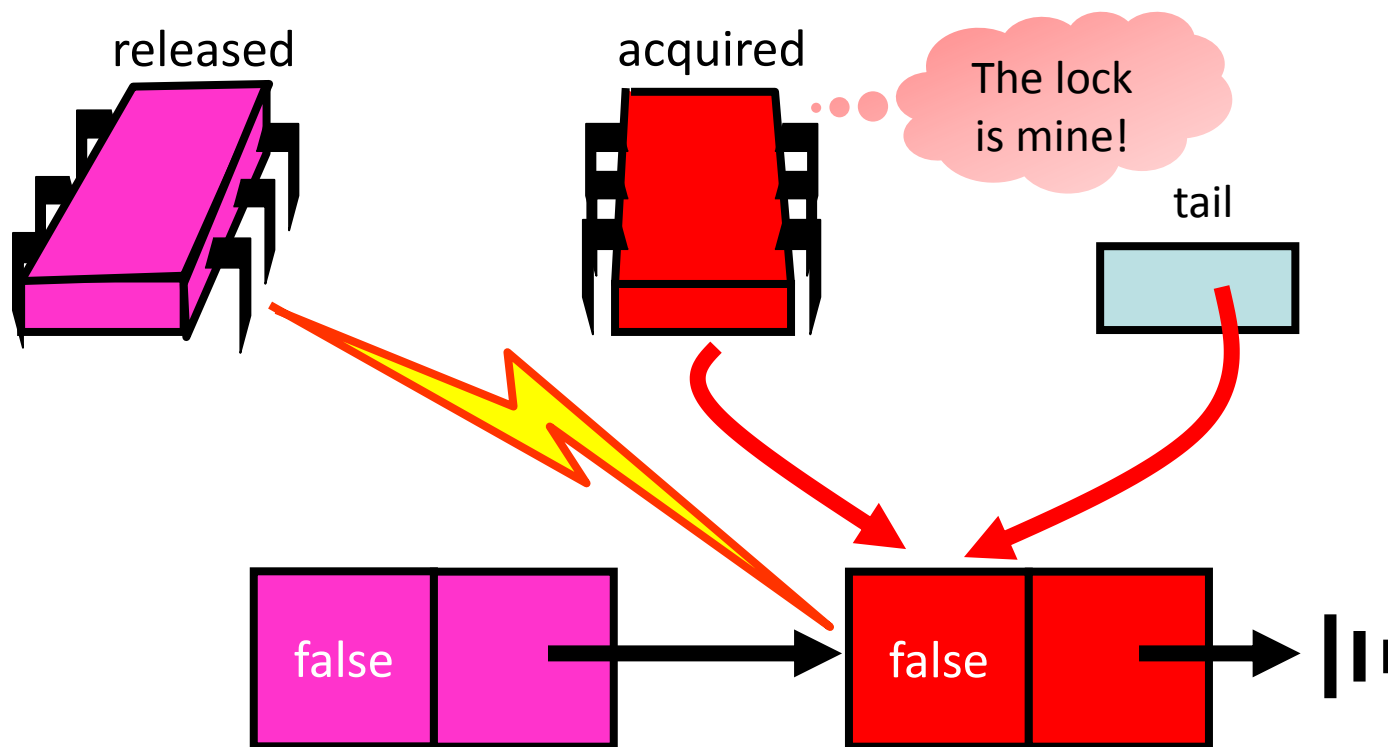 released
acquired
The lock
is mine!
tail
false
false